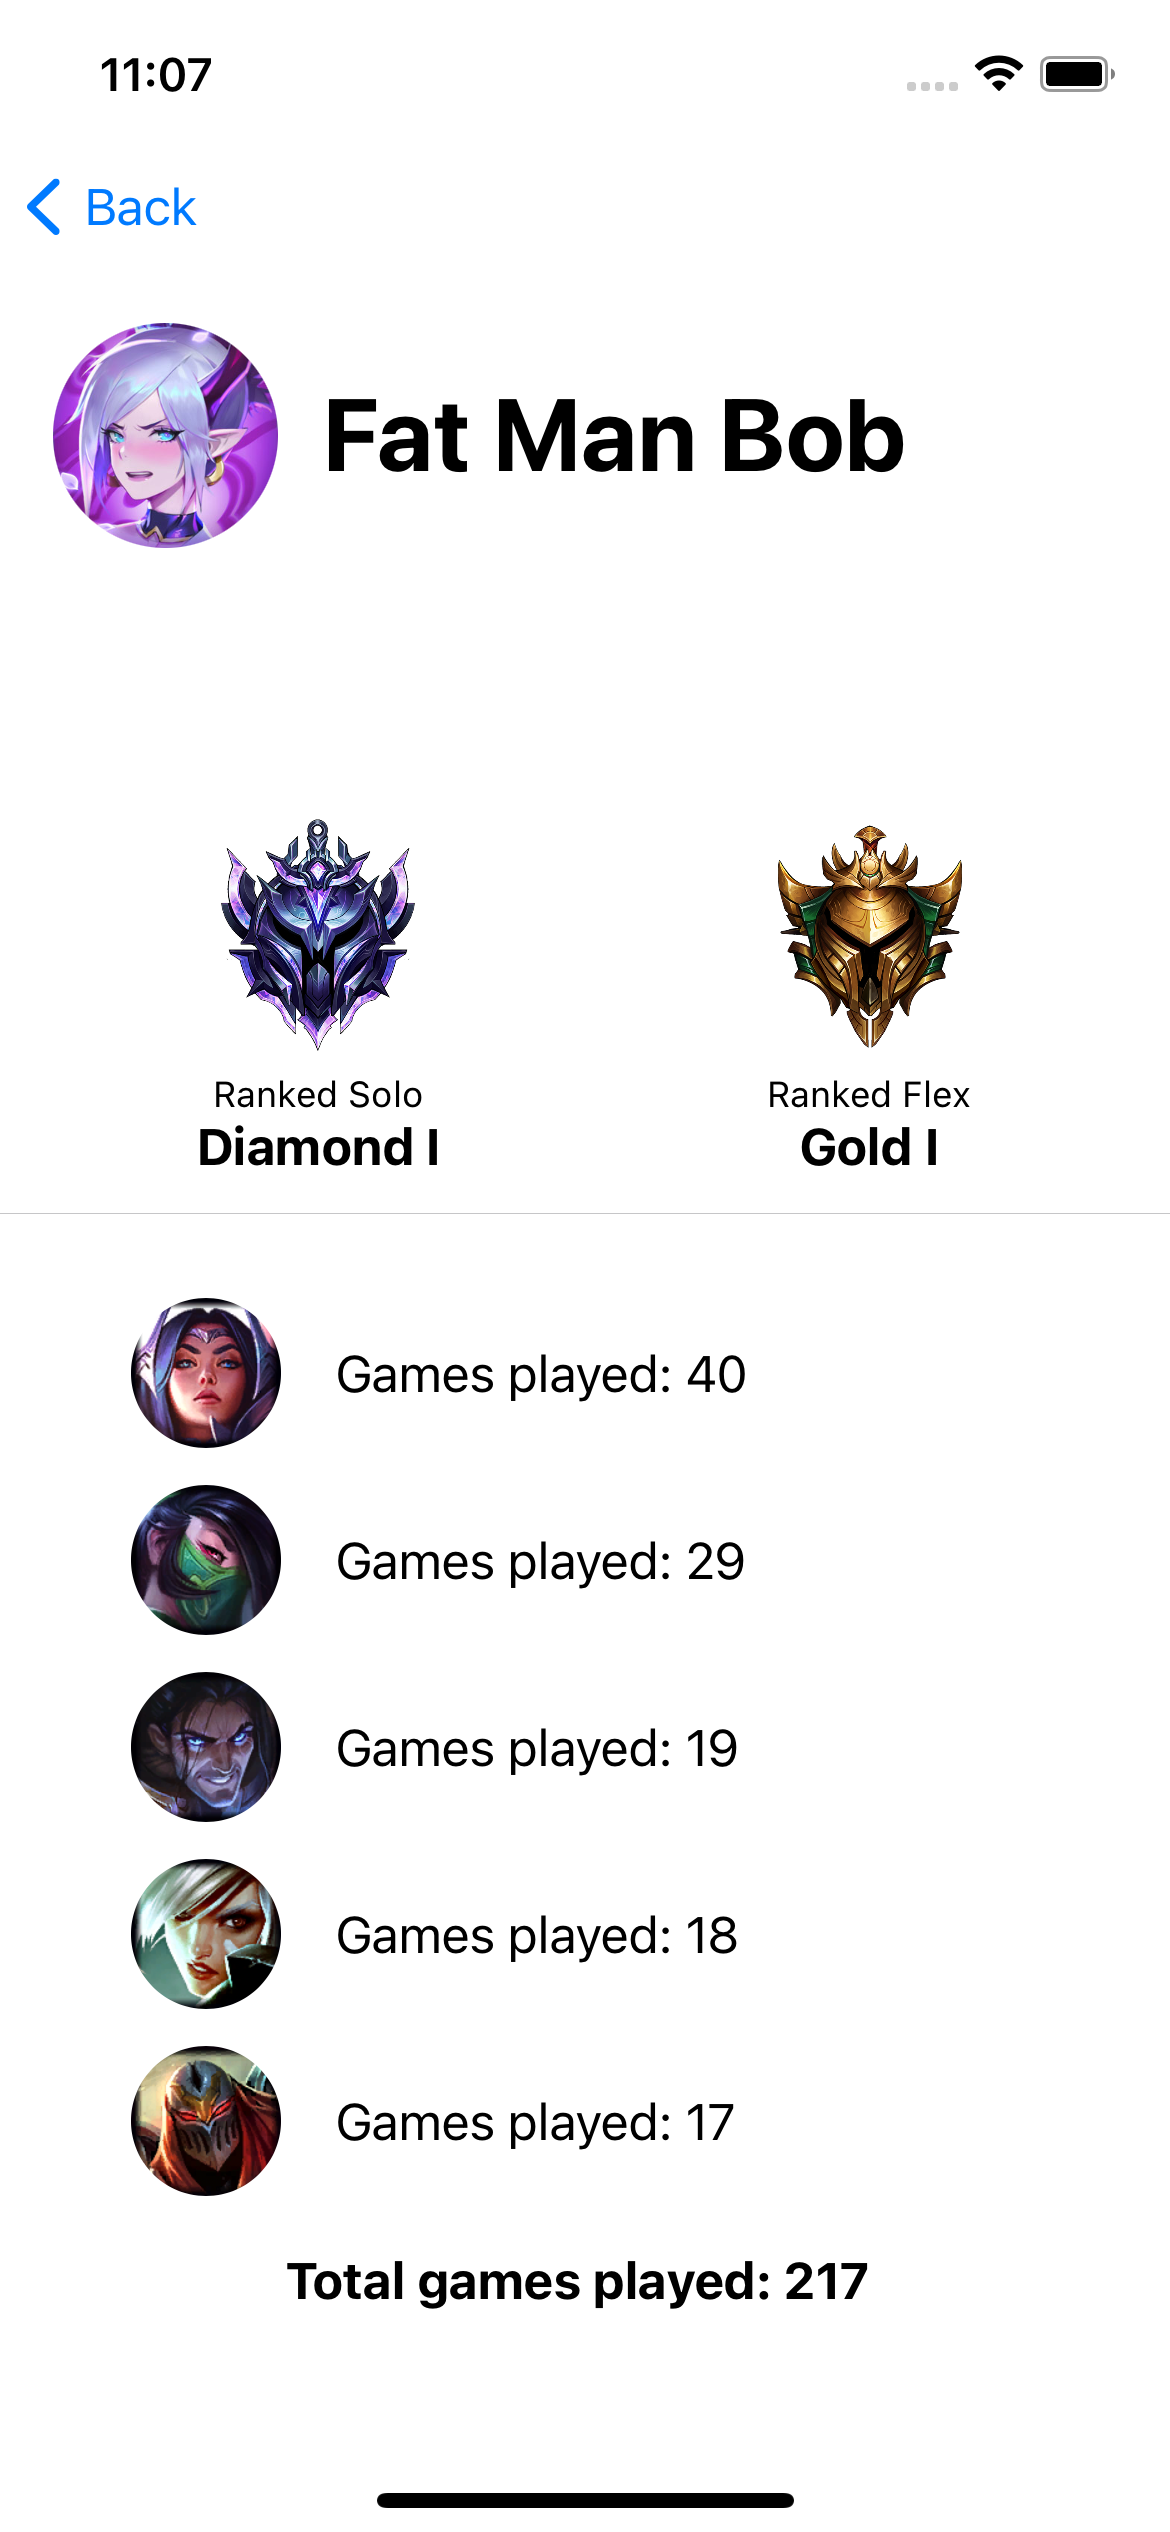 11:07
Back
Fat Man Bob
Ranked Solo
Diamond I
Ranked Flex
Gold I
Games played: 40
Games played: 29
Games played: 19
Games played: 18
Games played: 17
Total games played: 217